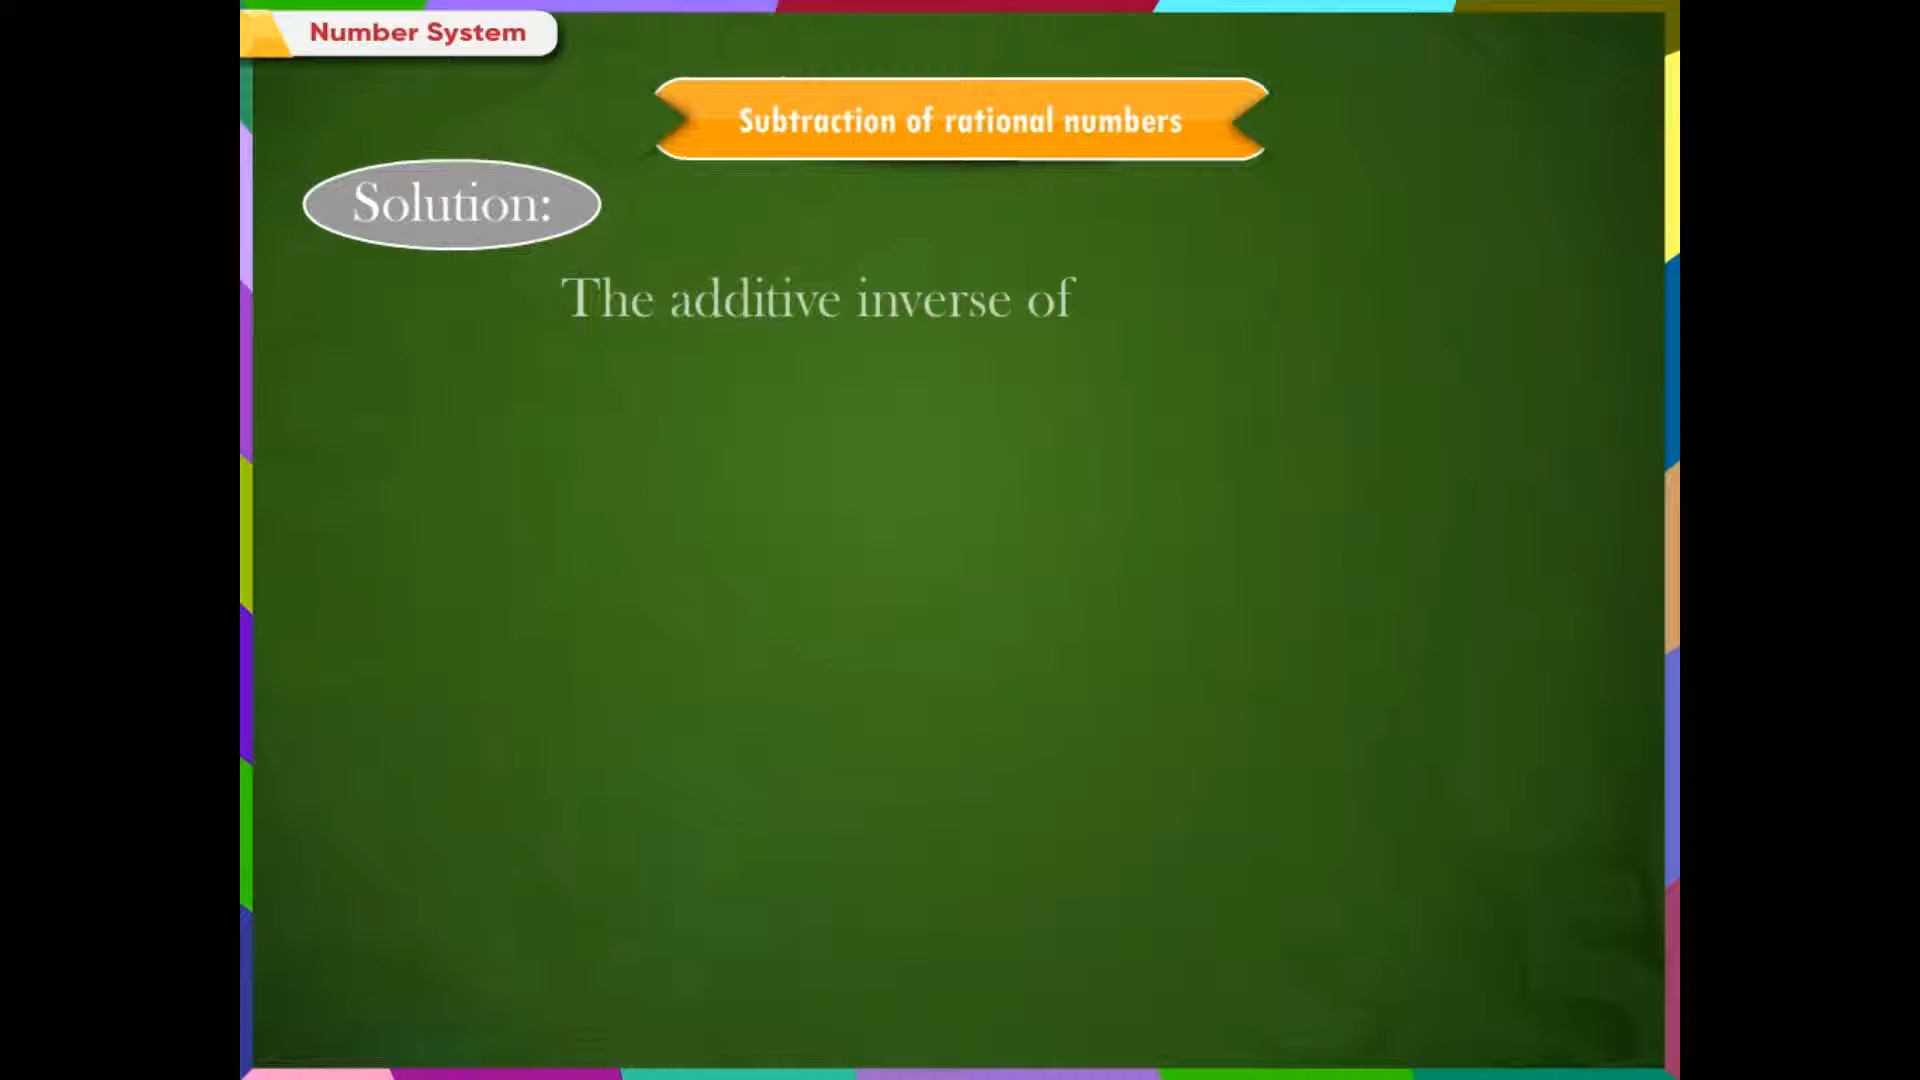 Number System
Subtraction of rational numbers
Solution:
The additive inverse of